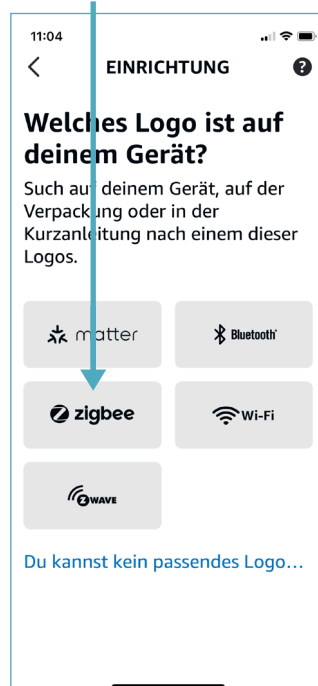 11:04
EINRICHTUNG
?
Welches Logo ist auf
deinem Gerät?
Such auf deinem Gerät, auf der
Verpackung oder in der
Kurzanleitung nach einem dieser
Logos.
matter
Bluetooth
zigbee
Wi-Fi
Z WAVE
Du kannst kein passendes Logo...